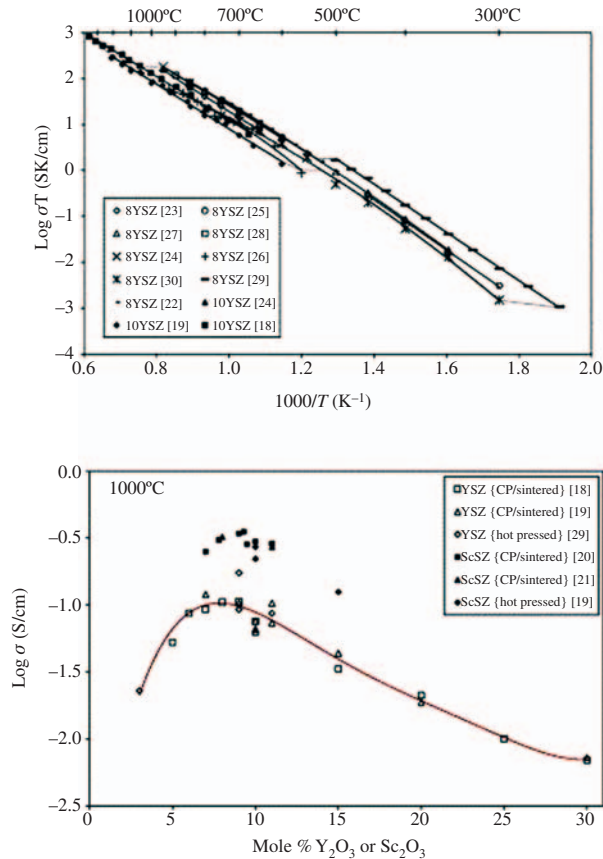 1000ºC 700ºC 500ºC 300ºC
3
2
1
0
–1
–2
–3
–4
Log σT (SK/cm)
8YSZ [23] 8YSZ [25]
8YSZ [27] 8YSZ [28]
8YSZ [24] 8YSZ [26]
8YSZ [30] 8YSZ [29]
8YSZ [22] 10YSZ [24]
10YSZ [19] 10YSZ [18]
0.6 0.8 1.0 1.2 1.4 1.6 1.8 2.0
1000/T (K⁻¹)
0.0
–0.5
–1.0
–1.5
–2.0
–2.5
Log σ (S/cm)
1000ºC
YSZ {CP/sintered} [18]
YSZ {CP/sintered} [19]
YSZ {hot pressed} [29]
ScSZ {CP/sintered} [20]
ScSZ {CP/sintered} [21]
ScSZ {hot pressed} [19]
0 5 10 15 20 25 30
Mole % Y₂O₃ or Sc₂O₃